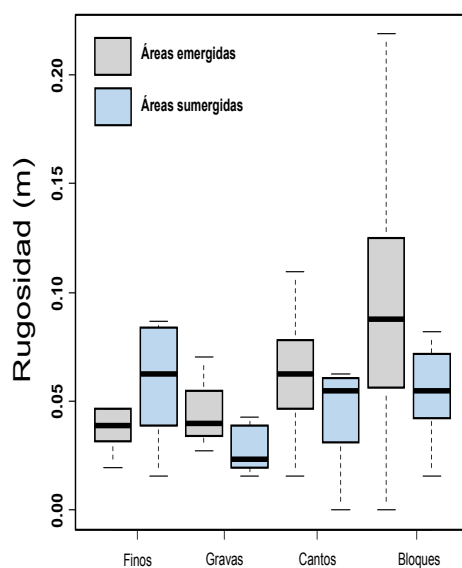 Áreas emergidas
Áreas sumergidas
Rugosidad (m)
0.20
0.15
0.10
0.05
0.00
Finos Gravas Cantos Bloques